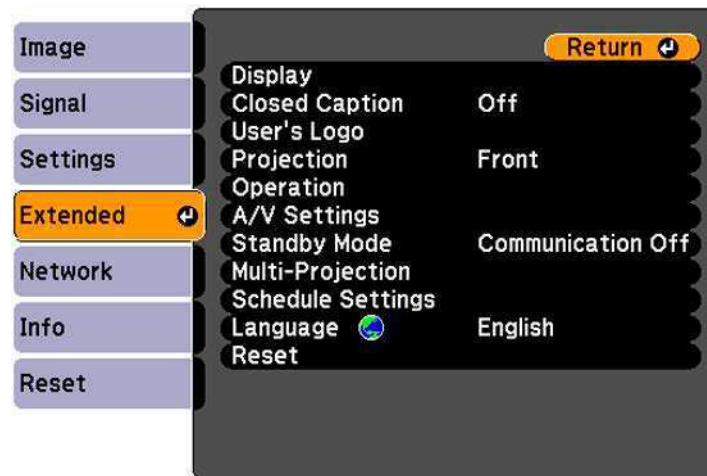 Image
Signal
Settings
Extended
Network
Info
Reset
Return
Display
Closed Caption Off
User's Logo
Projection Front
Operation
A/V Settings
Standby Mode Communication Off
Multi-Projection
Schedule Settings
Language English
Reset